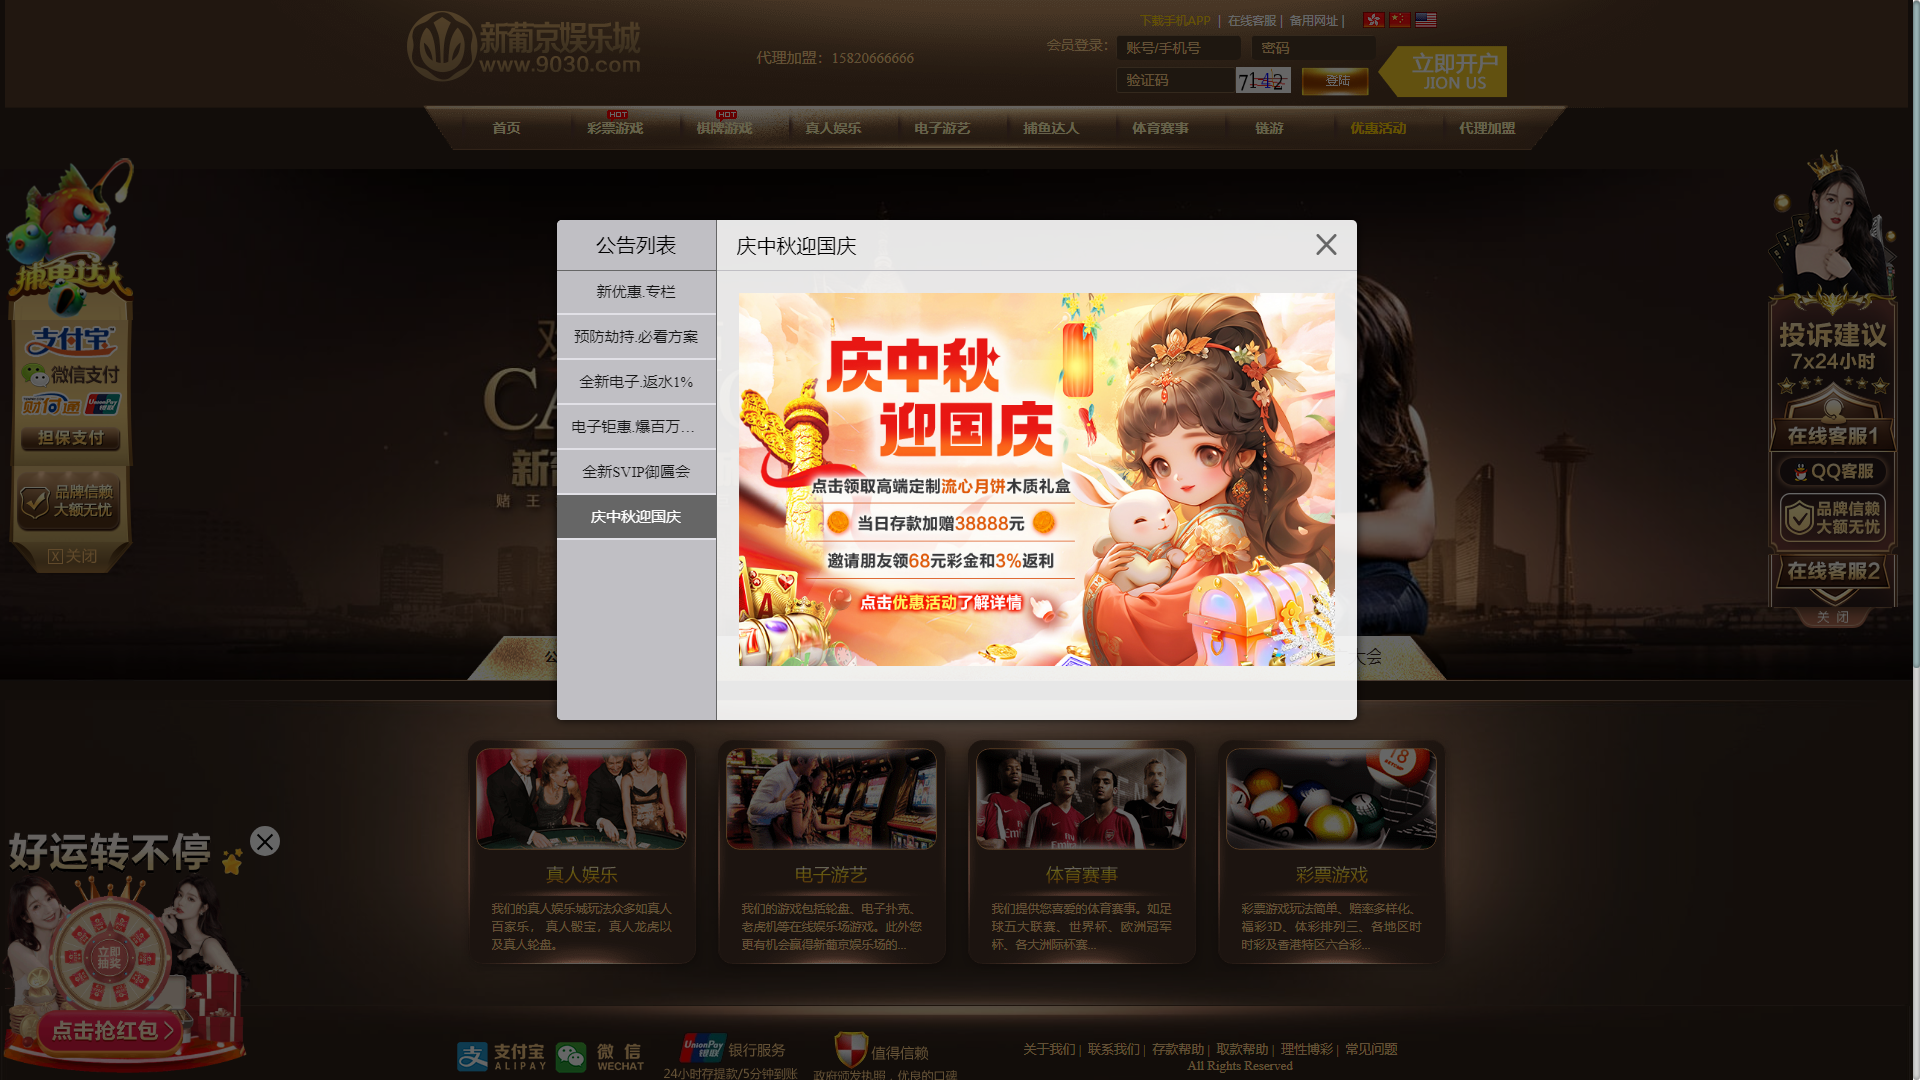 新葡京娱乐城
www.9030.com
代理加盟：15820666666
下载手机APP | 在线客服 | 备用网址 |
会员登录：
账号/手机号
密码
验证码
7142
登陆
立即开户
JION US
首页
HOT
彩票游戏
HOT
棋牌游戏
真人娱乐
电子游艺
捕鱼达人
体育赛事
链游
优惠活动
代理加盟
捕鱼达人
支付宝
微信支付
财付通
UnionPay
银联
担保支付
品牌信赖
大额无忧
关闭
公告列表
新优惠.专栏
预防劫持.必看方案
全新电子.返水1%
电子钜惠.爆百万...
全新SVIP御匾会
庆中秋迎国庆
庆中秋迎国庆
庆中秋
迎国庆
点击领取高端定制流心月饼木质礼盒
当日存款加赠38888元
邀请朋友领68元彩金和3%返利
点击优惠活动了解详情
投诉建议
7x24小时
在线客服1
QQ客服
品牌信赖
大额无忧
在线客服2
关 闭
赌 王
大会
真人娱乐
我们的真人娱乐城玩法众多如真人
百家乐， 真人骰宝，真人龙虎以
及真人轮盘。
电子游艺
我们的游戏包括轮盘、电子扑克、
老虎机等在线娱乐场游戏。此外您
更有机会赢得新葡京娱乐场的...
体育赛事
我们提供您喜爱的体育赛事。如足
球五大联赛、世界杯、欧洲冠军
杯、各大洲际杯赛...
彩票游戏
彩票游戏玩法简单、赔率多样化、
福彩3D、体彩排列三、各地区时
时彩及香港特区六合彩...
好运转不停
立即
抽奖
点击抢红包
支付宝
ALIPAY
微 信
WECHAT
UnionPay
银联
银行服务
24小时存提款/5分钟到账
值得信赖
政府颁发执照，优良的口碑
关于我们 | 联系我们 | 存款帮助 | 取款帮助 | 理性博彩 | 常见问题
All Rights Reserved